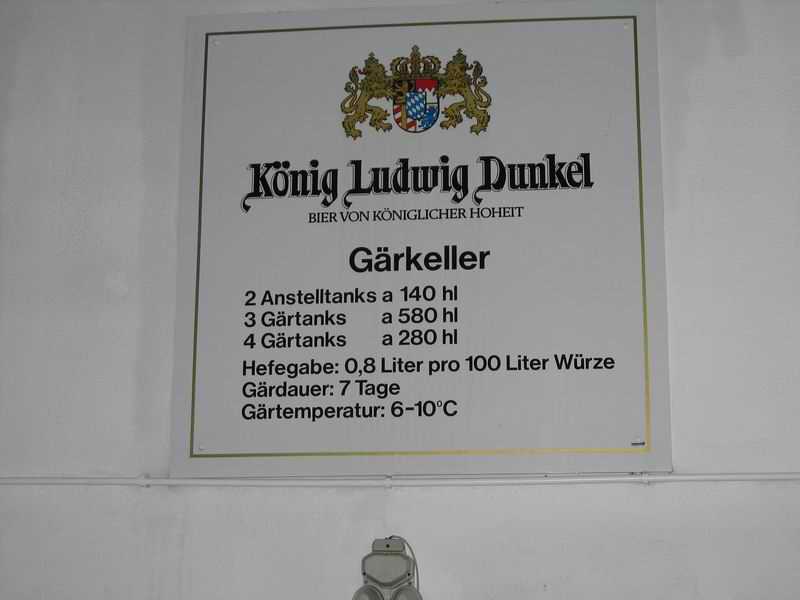 König Ludwig Dunkel
BIER VON KÖNIGLICHER HOHEIT
Gärkeller
2 Anstelltanks a 140 hl
3 Gärtanks a 580 hl
4 Gärtanks a 280 hl
Hefegabe: 0,8 Liter pro 100 Liter Würze
Gärdauer: 7 Tage
Gärtemperatur: 6-10°C